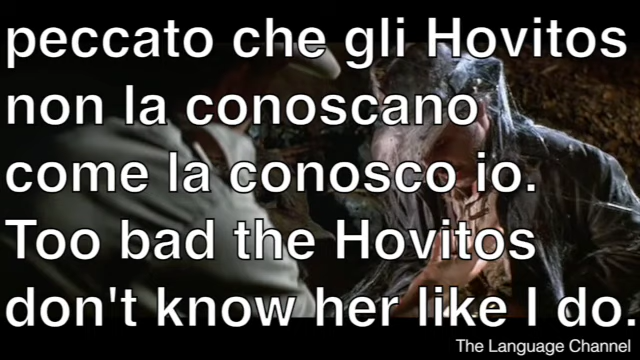 peccato che gli Hovitos
non la conoscano
come la conosco io.
Too bad the Hovitos
don't know her like I do.
The Language Channel